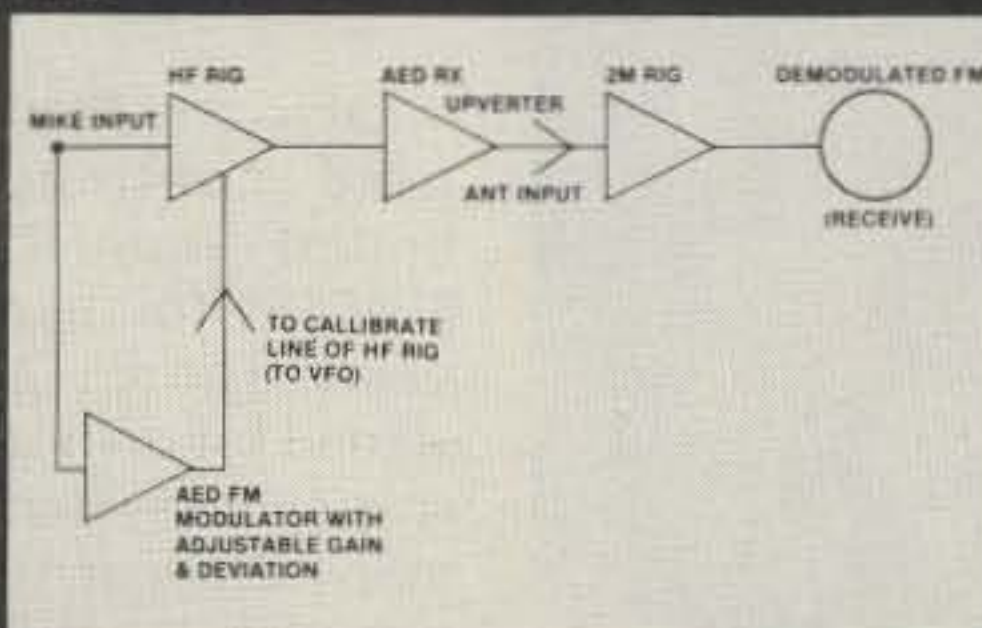 HF RIG
AED RX
2M RIG
DEMODULATED FM
UPVERTER
MIKE INPUT
ANT INPUT
(RECEIVE)
TO CALLIBRATE
LINE OF HF RIG
(TO VFO)
AED FM
MODULATOR WITH
ADJUSTABLE GAIN
& DEVIATION